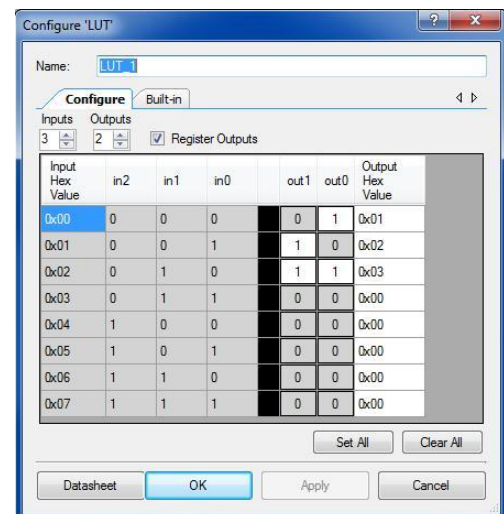 Configure 'LUT'
Name: LUT_1
Configure Built-in
Inputs Outputs
3 2 Register Outputs
Input Hex Value in2 in1 in0 out1 out0 Output Hex Value
0x00 0 0 0 0 1 0x01
0x01 0 0 1 1 0 0x02
0x02 0 1 0 1 1 0x03
0x03 0 1 1 0 0 0x00
0x04 1 0 0 0 0 0x00
0x05 1 0 1 0 0 0x00
0x06 1 1 0 0 0 0x00
0x07 1 1 1 0 0 0x00
Set All Clear All
Datasheet OK Apply Cancel